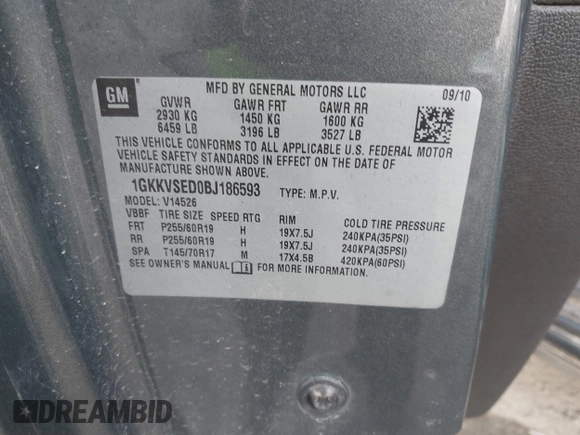 GM
MFD BY GENERAL MOTORS LLC
09/10
GVWR GAWR FRT GAWR RR
2930 KG 1450 KG 1600 KG
6459 LB 3196 LB 3527 LB
THIS VEHICLE CONFORMS TO ALL APPLICABLE U.S. FEDERAL MOTOR
VEHICLE SAFETY STANDARDS IN EFFECT ON THE DATE OF
MANUFACTURE SHOWN ABOVE.
1GKKVSED0BJ186593 TYPE: M.P.V.
MODEL: V14526
VBBF TIRE SIZE SPEED RTG RIM COLD TIRE PRESSURE
FRT P255/60R19 H 19X7.5J 240KPA(35PSI)
RR P255/60R19 H 19X7.5J 240KPA(35PSI)
SPA T145/70R17 M 17X4.5B 420KPA(60PSI)
SEE OWNER'S MANUAL FOR MORE INFORMATION.
DREAMBID